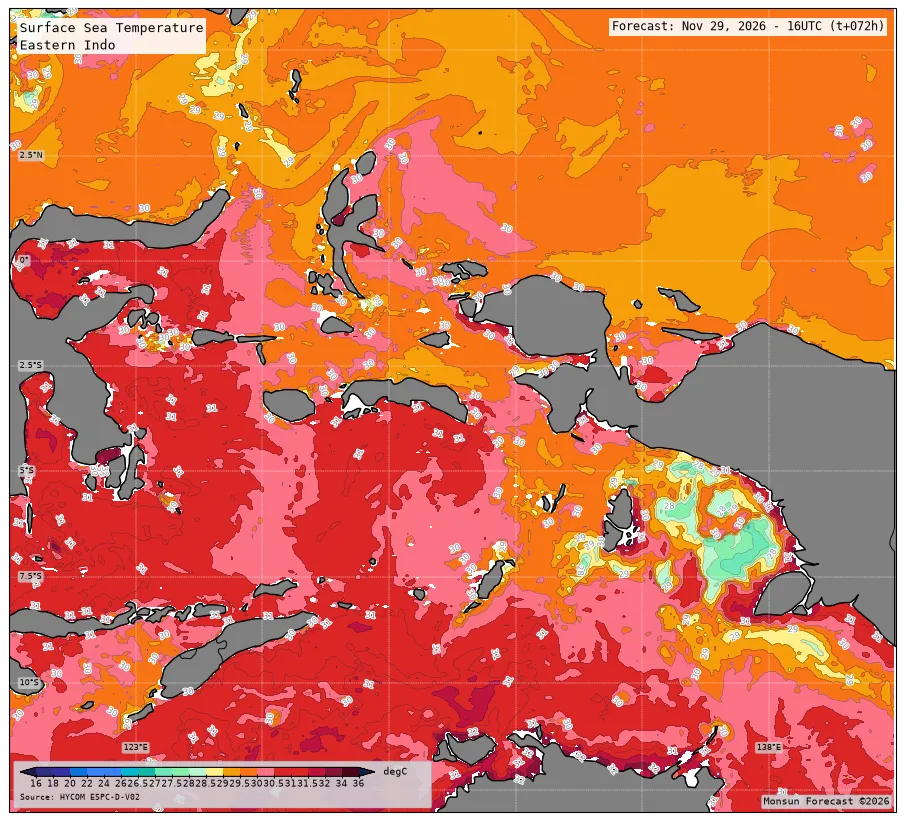 Surface Sea Temperature
Eastern Indo
Forecast: Nov 29, 2026 - 16UTC (t+072h)
2.5°N
0°
2.5°S
5°S
7.5°S
10°S
123°E
138°E
degC
16 18 20 22 24 26 26.5 27 27.5 28 28.5 29 29.5 30 30.5 31 31.5 32 34 36
Source: HYCOM ESPC-D-V02
Monsun Forecast ©2026